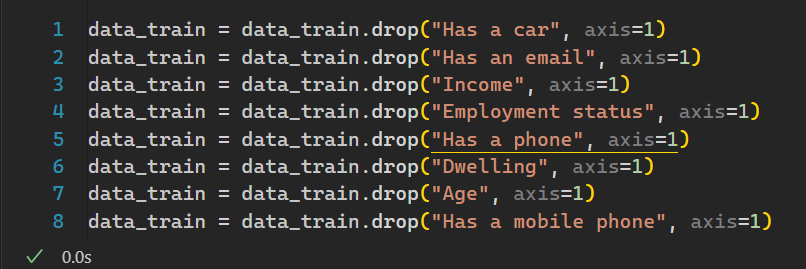 1 data_train = data_train.drop("Has a car", axis=1)
2 data_train = data_train.drop("Has an email", axis=1)
3 data_train = data_train.drop("Income", axis=1)
4 data_train = data_train.drop("Employment status", axis=1)
5 data_train = data_train.drop("Has a phone", axis=1)
6 data_train = data_train.drop("Dwelling", axis=1)
7 data_train = data_train.drop("Age", axis=1)
8 data_train = data_train.drop("Has a mobile phone", axis=1)
✓ 0.0s